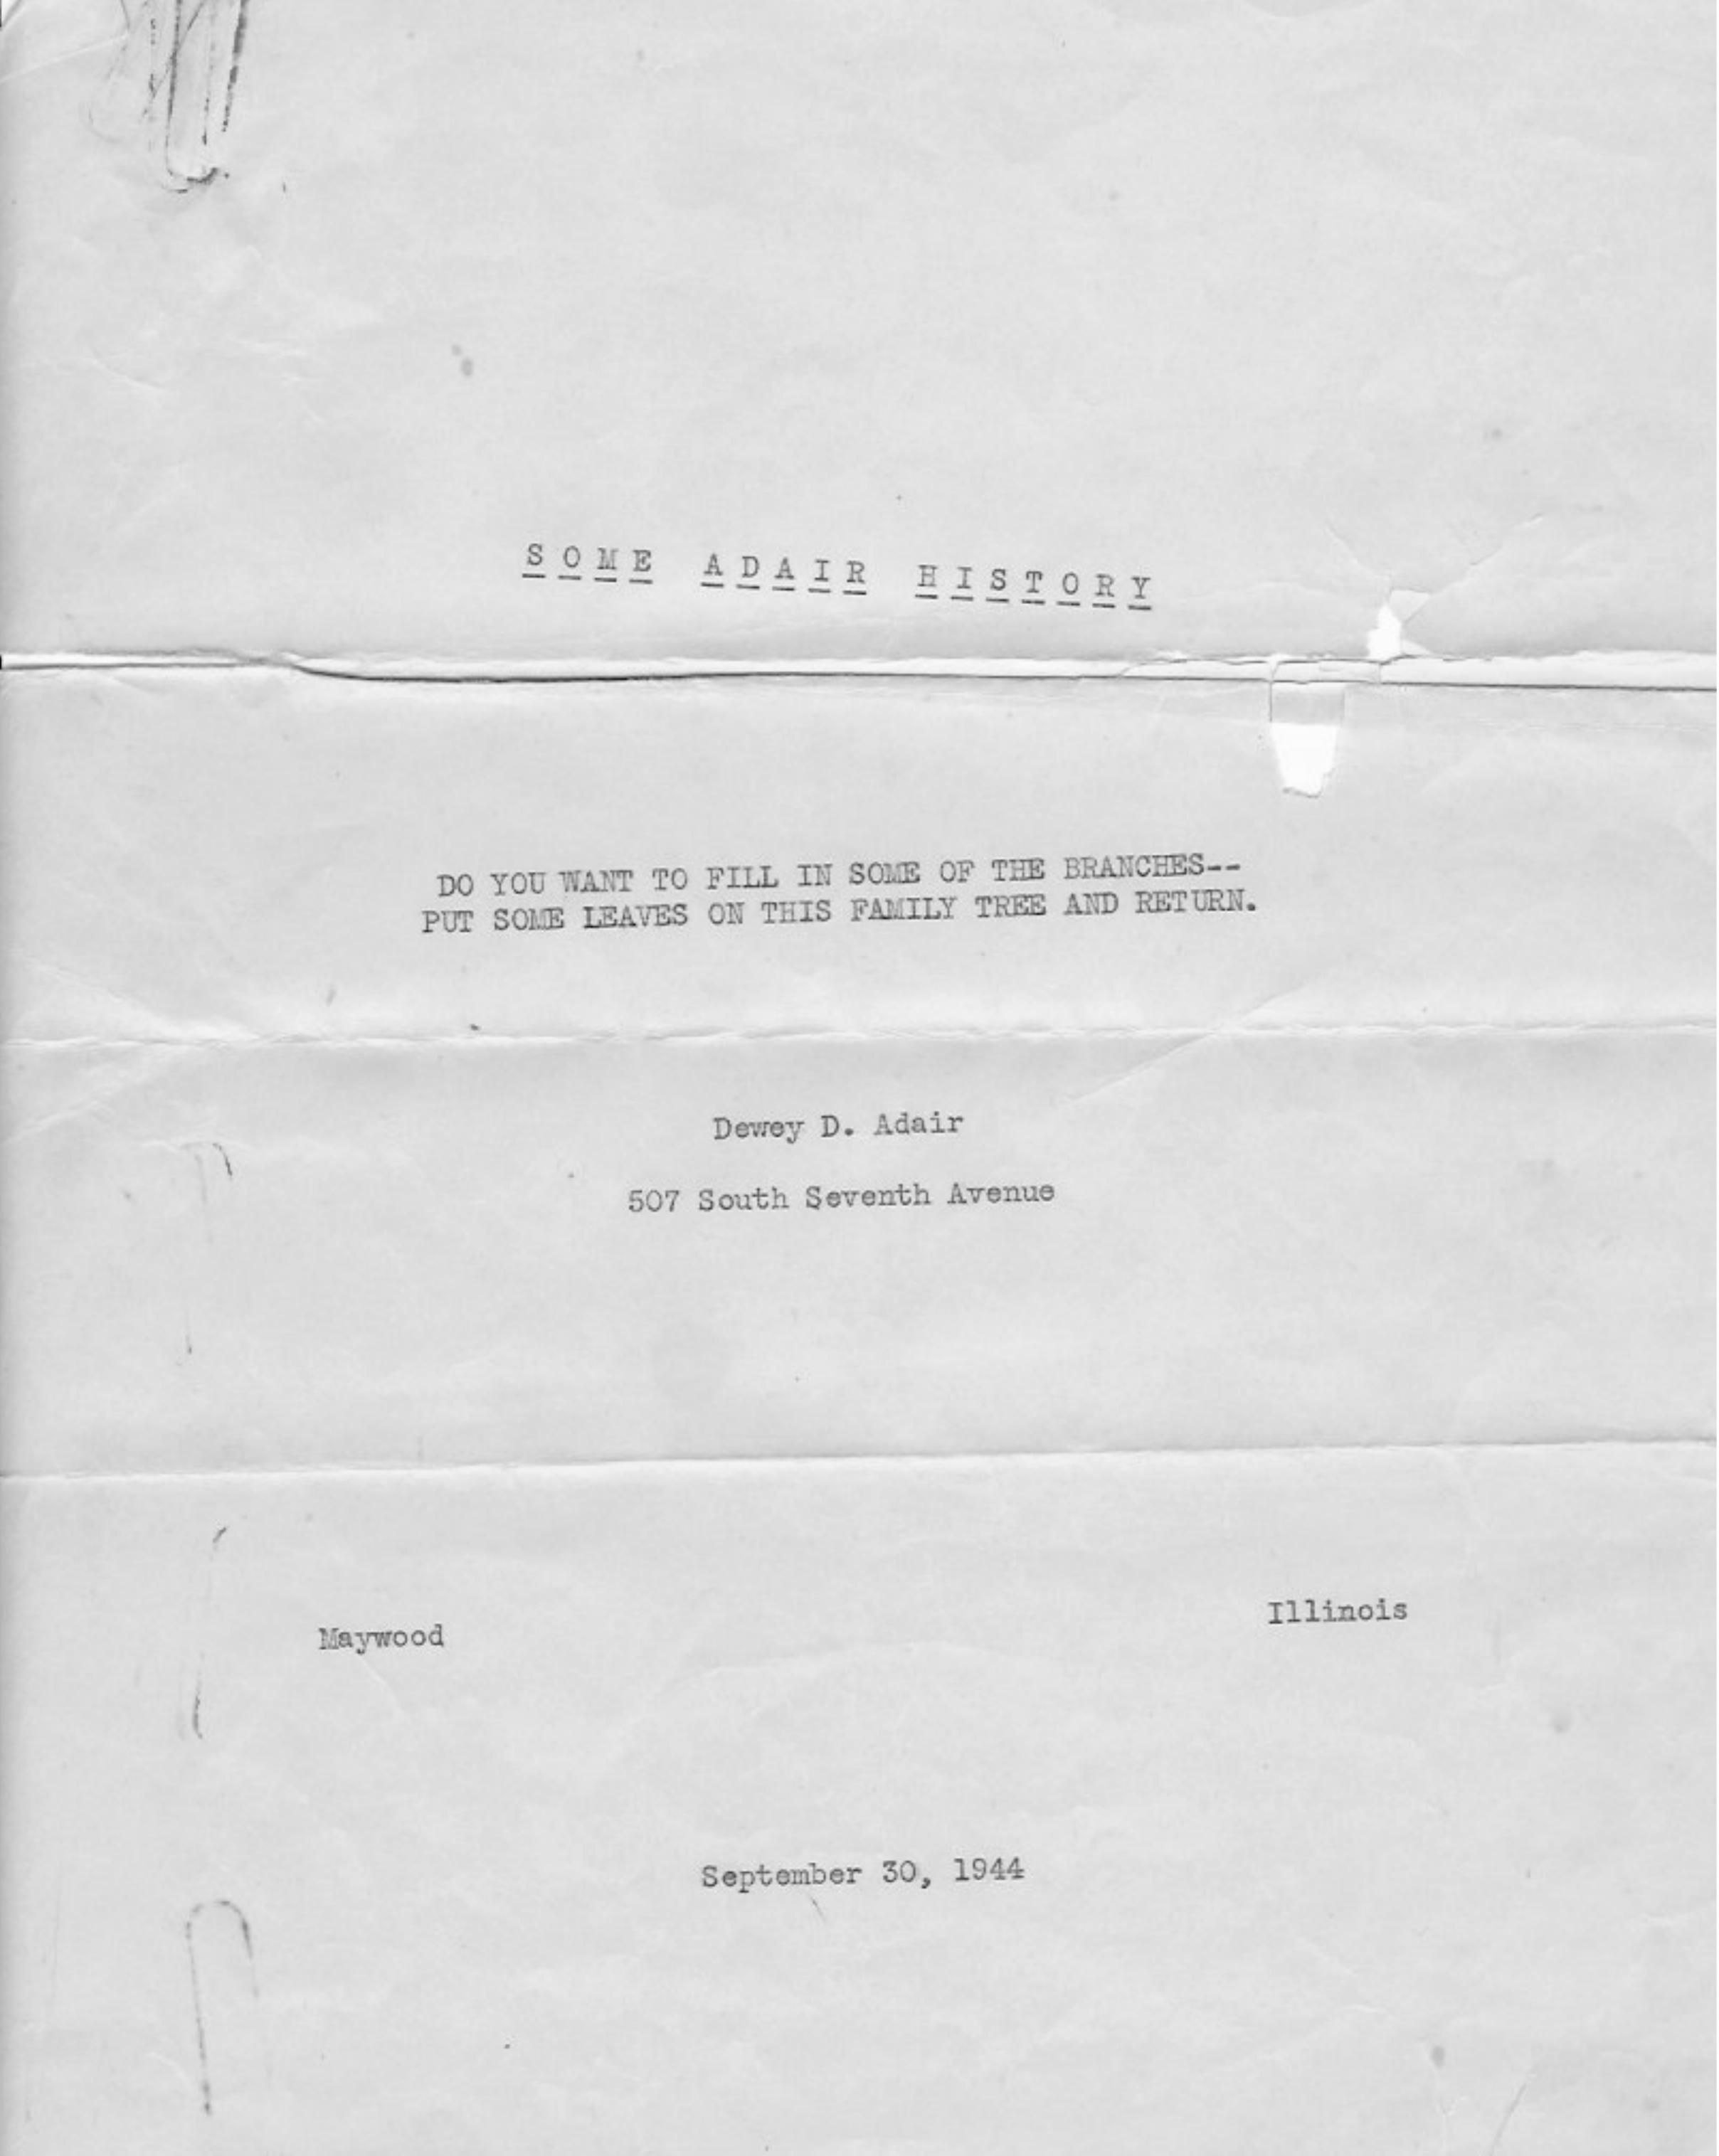 SOME ADAIR HISTORY
DO YOU WANT TO FILL IN SOME OF THE BRANCHES--
PUT SOME LEAVES ON THIS FAMILY TREE AND RETURN.
Dewey D. Adair
507 South Seventh Avenue
Maywood Illinois
September 30, 1944